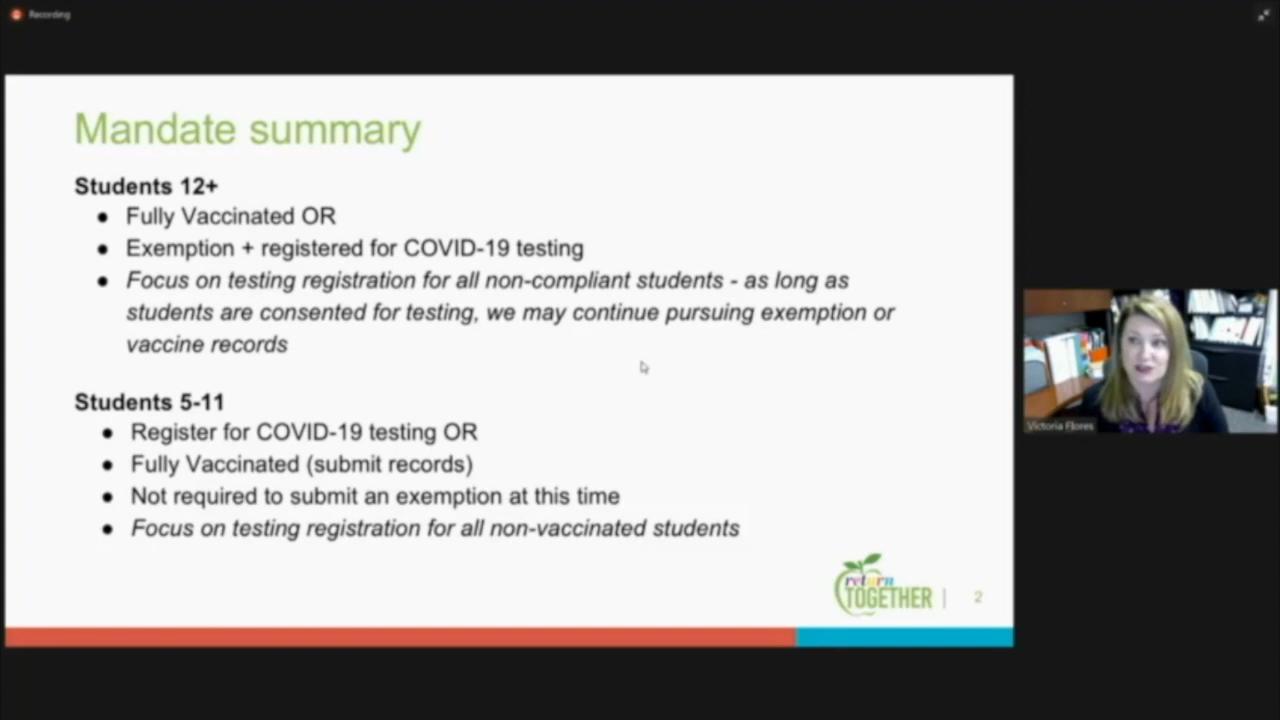 Recording
Mandate summary
Students 12+
● Fully Vaccinated OR
● Exemption + registered for COVID-19 testing
● Focus on testing registration for all non-compliant students - as long as
students are consented for testing, we may continue pursuing exemption or
vaccine records
Students 5-11
● Register for COVID-19 testing OR
● Fully Vaccinated (submit records)
● Not required to submit an exemption at this time
● Focus on testing registration for all non-vaccinated students
return
TOGETHER | 2
Victoria Flores